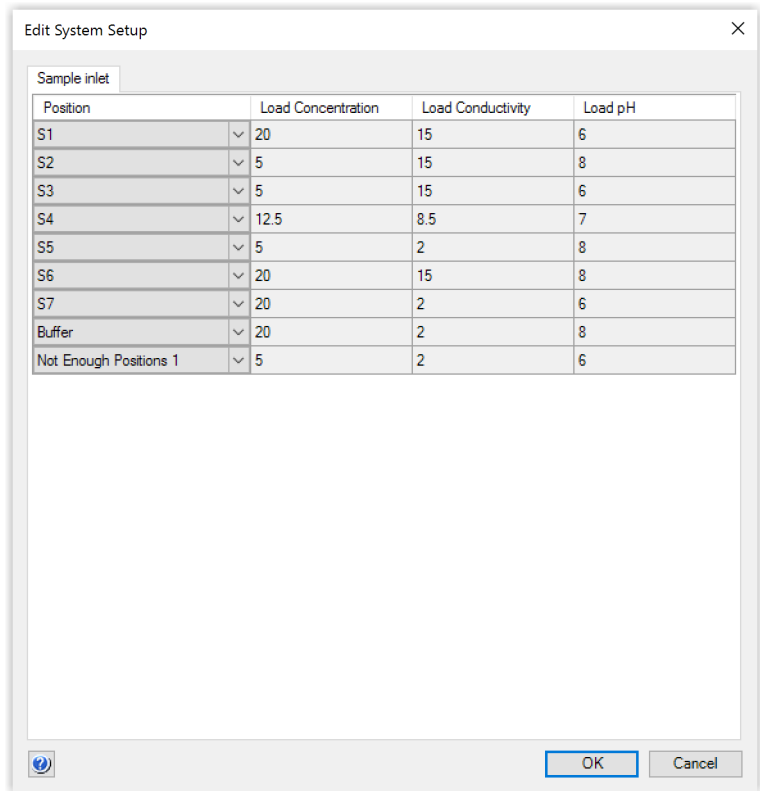 Edit System Setup
Sample inlet
Position Load Concentration Load Conductivity Load pH
S1 20 15 6
S2 5 15 8
S3 5 15 6
S4 12.5 8.5 7
S5 5 2 8
S6 20 15 8
S7 20 2 6
Buffer 20 2 8
Not Enough Positions 1 5 2 6
OK Cancel